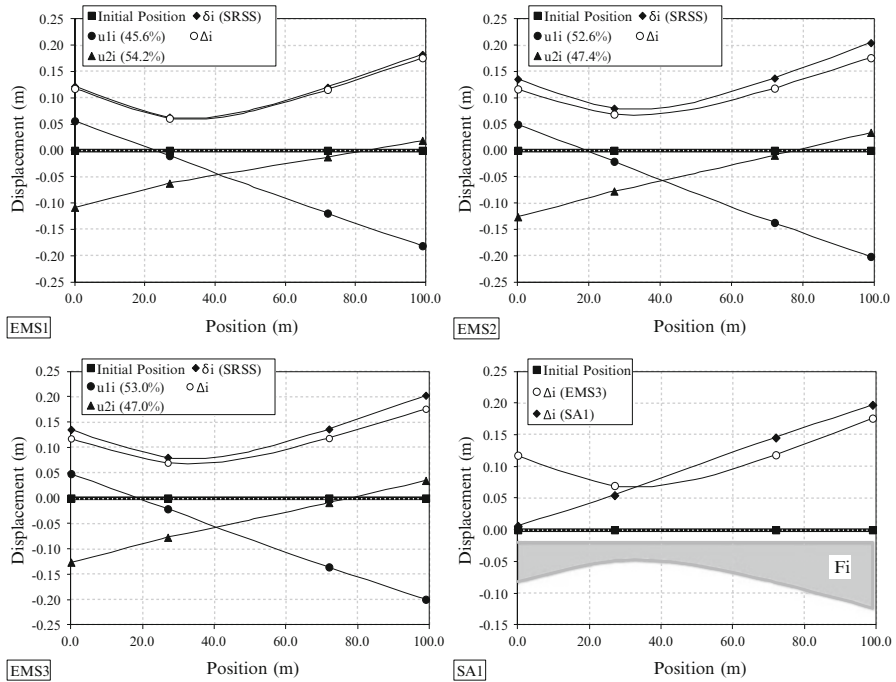 Initial Position
δi (SRSS)
u1i (45.6%)
Δi
u2i (54.2%)
Displacement (m)
0.25
0.20
0.15
0.10
0.05
0.00
-0.05
-0.10
-0.15
-0.20
-0.25
0.0 20.0 40.0 60.0 80.0 100.0
Position (m)
EMS1
Initial Position
δi (SRSS)
u1i (52.6%)
Δi
u2i (47.4%)
Displacement (m)
0.25
0.20
0.15
0.10
0.05
0.00
-0.05
-0.10
-0.15
-0.20
-0.25
0.0 20.0 40.0 60.0 80.0 100.0
Position (m)
EMS2
Initial Position
δi (SRSS)
u1i (53.0%)
Δi
u2i (47.0%)
Displacement (m)
0.25
0.20
0.15
0.10
0.05
0.00
-0.05
-0.10
-0.15
-0.20
-0.25
0.0 20.0 40.0 60.0 80.0 100.0
Position (m)
EMS3
Initial Position
Δi (EMS3)
Δi (SA1)
Displacement (m)
0.25
0.20
0.15
0.10
0.05
0.00
-0.05
-0.10
-0.15
Fi
0.0 20.0 40.0 60.0 80.0 100.0
Position (m)
SA1